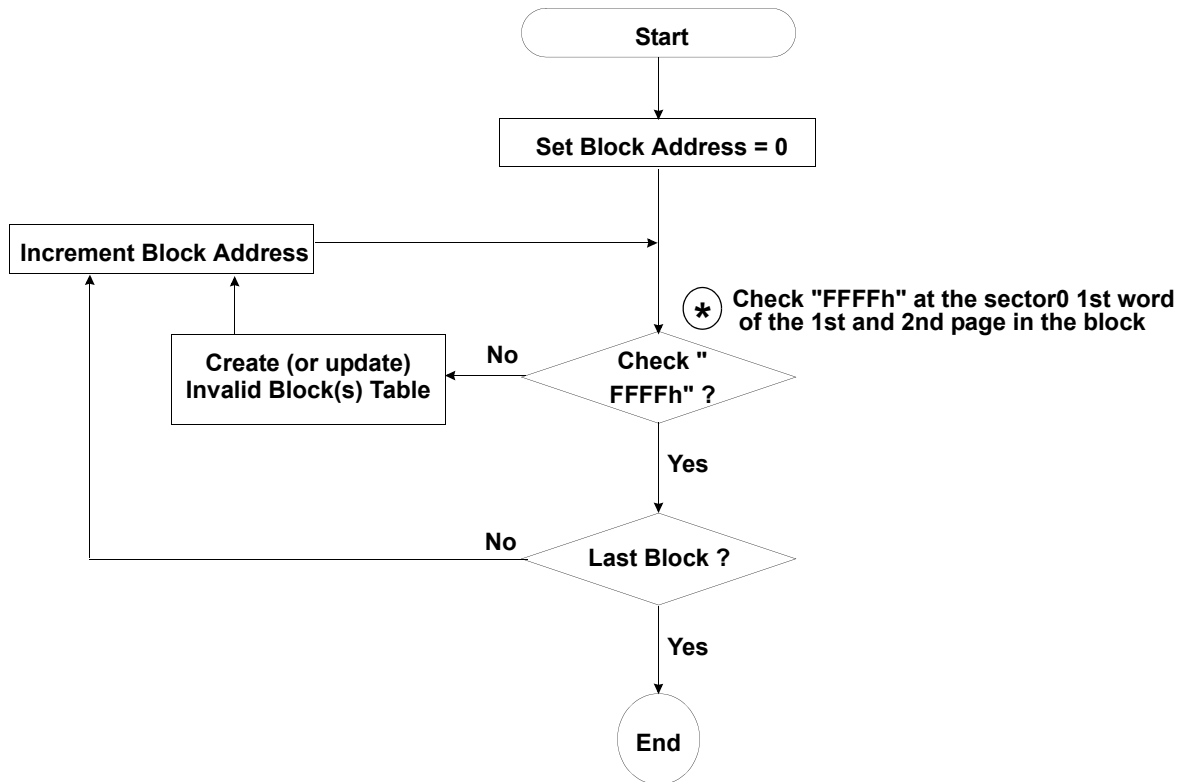 Start
Set Block Address = 0
Increment Block Address
* Check "FFFFh" at the sector0 1st word
of the 1st and 2nd page in the block
No
Create (or update)
Invalid Block(s) Table
Check "
FFFFh" ?
Yes
No
Last Block ?
Yes
End